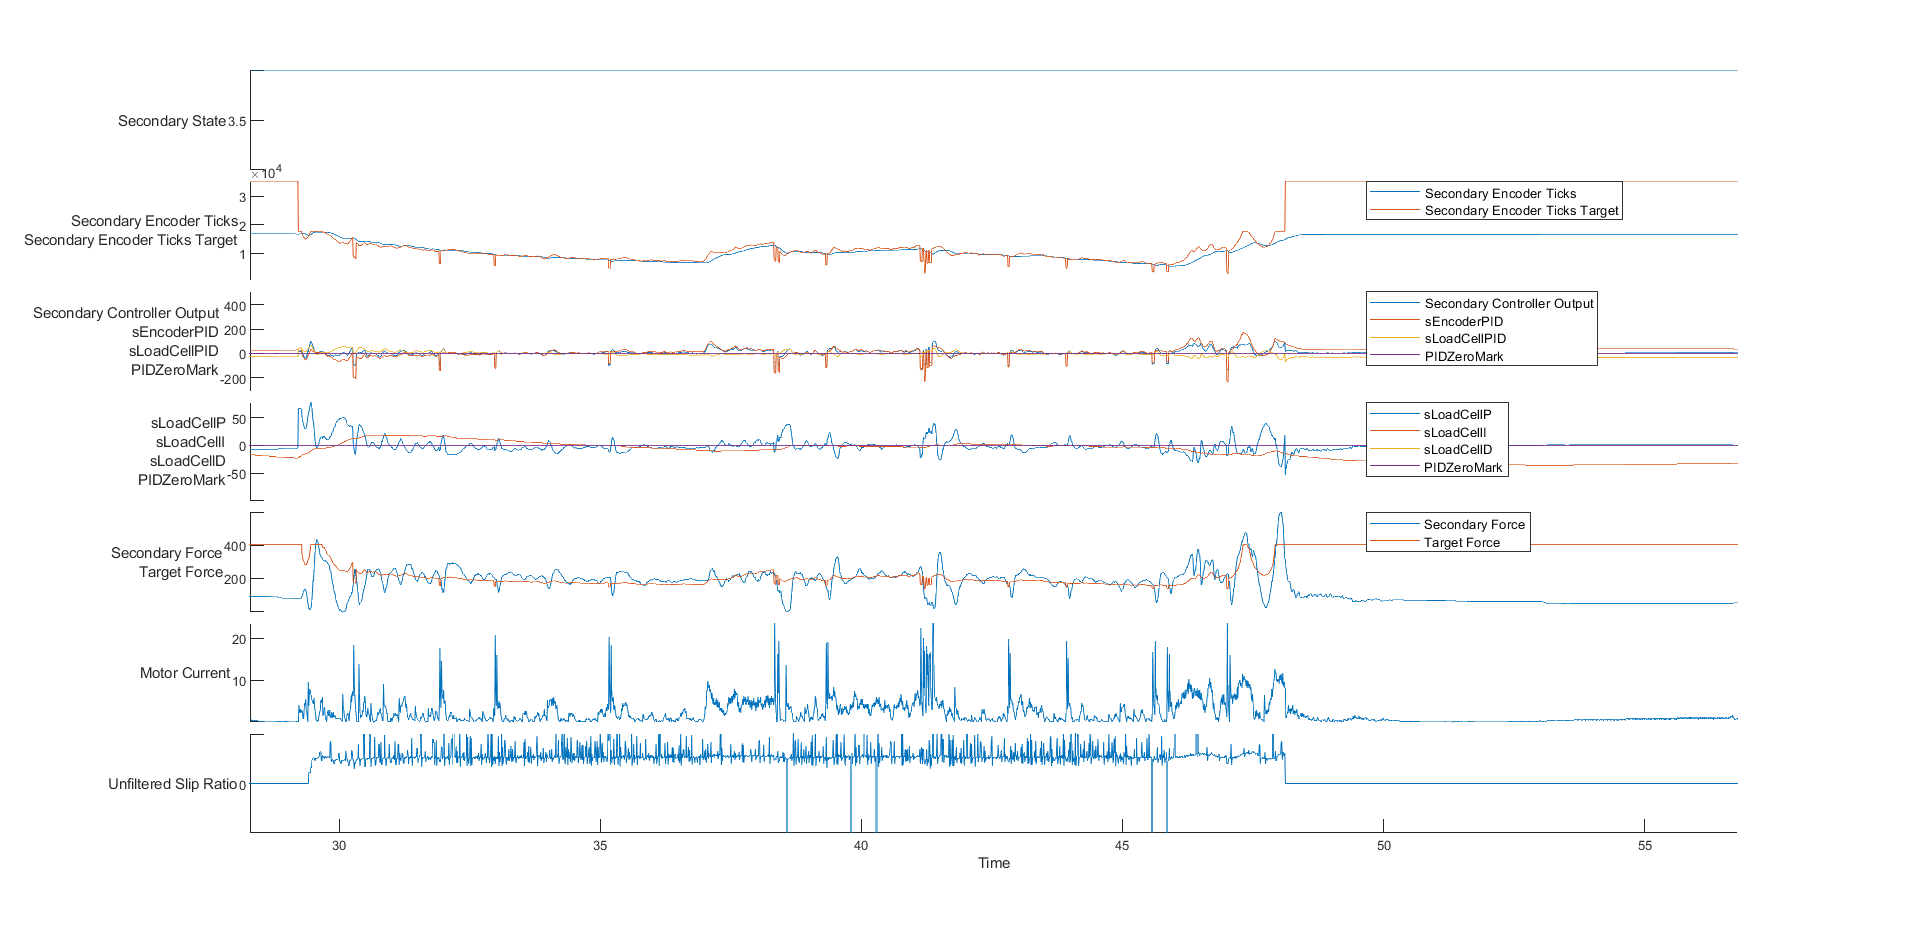 Secondary State
3.5
×10⁴
3
2
1
Secondary Encoder Ticks
Secondary Encoder Ticks Target
Secondary Encoder Ticks
Secondary Encoder Ticks Target
Secondary Controller Output
sEncoderPID
sLoadCellPID
PIDZeroMark
400
200
0
-200
Secondary Controller Output
sEncoderPID
sLoadCellPID
PIDZeroMark
sLoadCellP
sLoadCellI
sLoadCellD
PIDZeroMark
50
0
-50
sLoadCellP
sLoadCellI
sLoadCellD
PIDZeroMark
Secondary Force
Target Force
400
200
Secondary Force
Target Force
Motor Current
20
10
Unfiltered Slip Ratio
0
30
35
40
45
50
55
Time